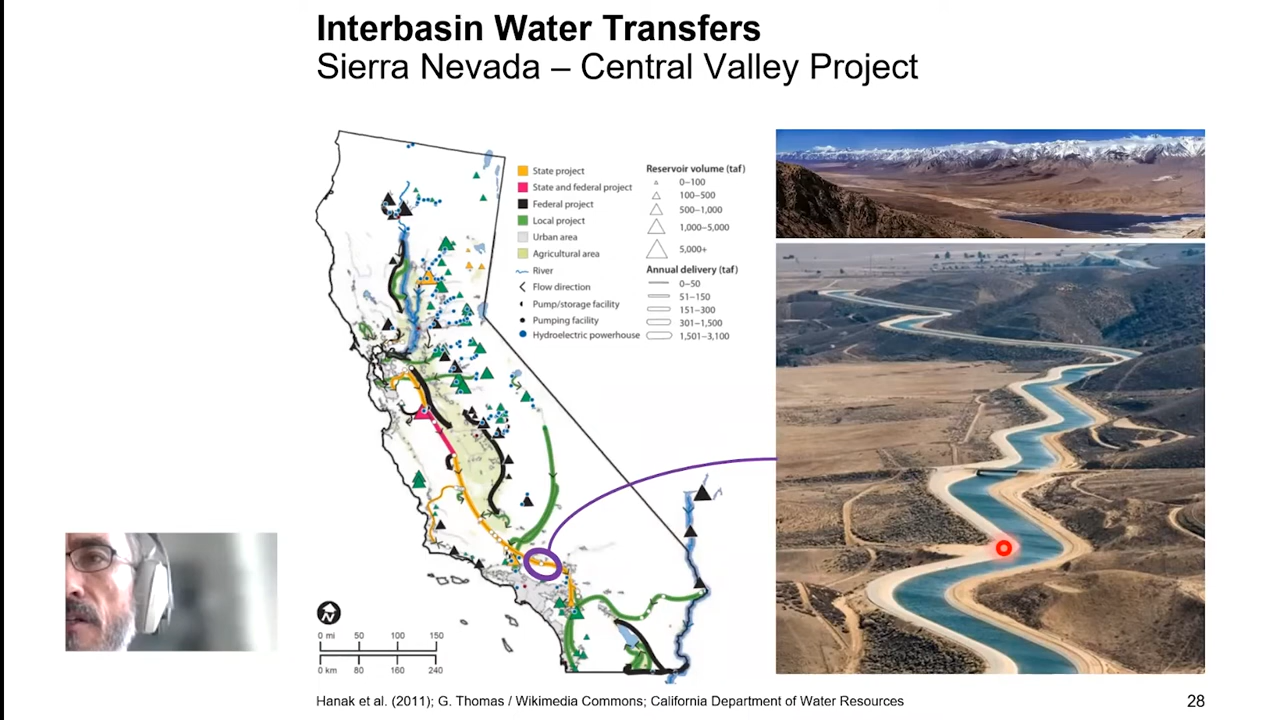 Interbasin Water Transfers
Sierra Nevada – Central Valley Project
State project
State and federal project
Federal project
Local project
Urban area
Agricultural area
River
Flow direction
Pump/storage facility
Pumping facility
Hydroelectric powerhouse
Reservoir volume (taf)
0–100
100–500
500–1,000
1,000–5,000
5,000+
Annual delivery (taf)
0–50
51–150
151–300
301–1,500
1,501–3,100
N
0 mi 50 100 150
0 km 80 160 240
Hanak et al. (2011); G. Thomas / Wikimedia Commons; California Department of Water Resources
28